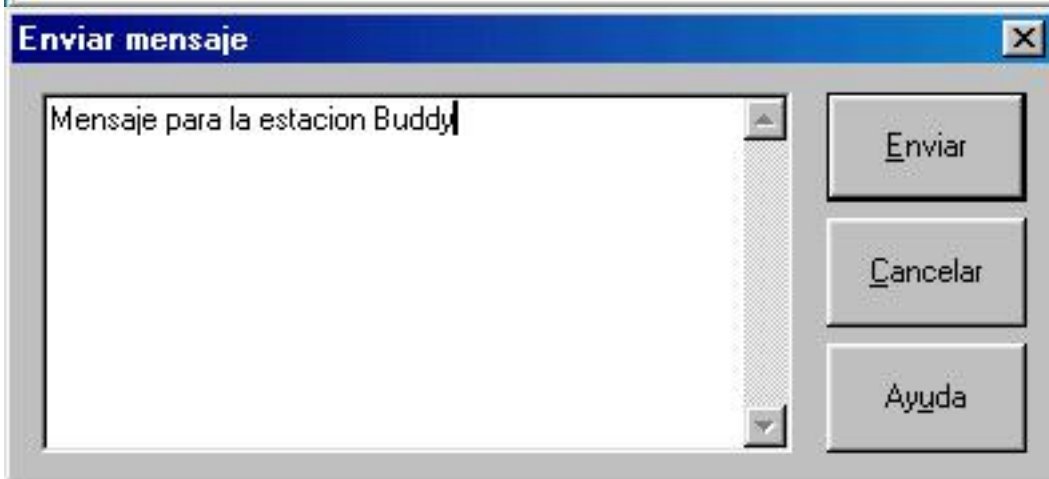 Enviar mensaje
Mensaje para la estacion Buddy
Enviar
Cancelar
Ayuda